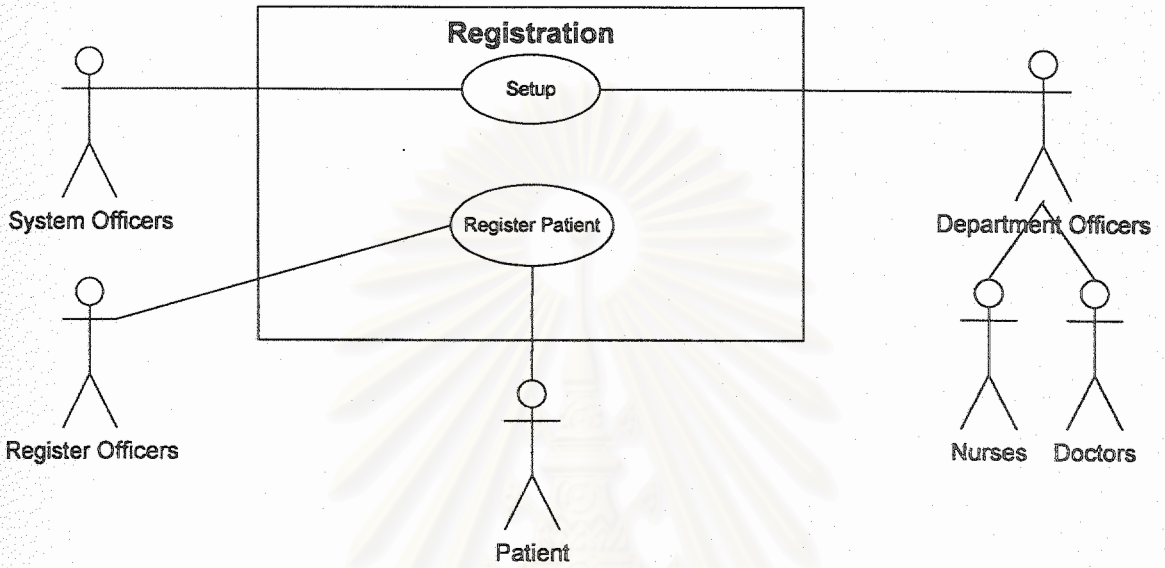 Registration
Setup
System Officers
Register Patient
Department Officers
Register Officers
Nurses
Doctors
Patient